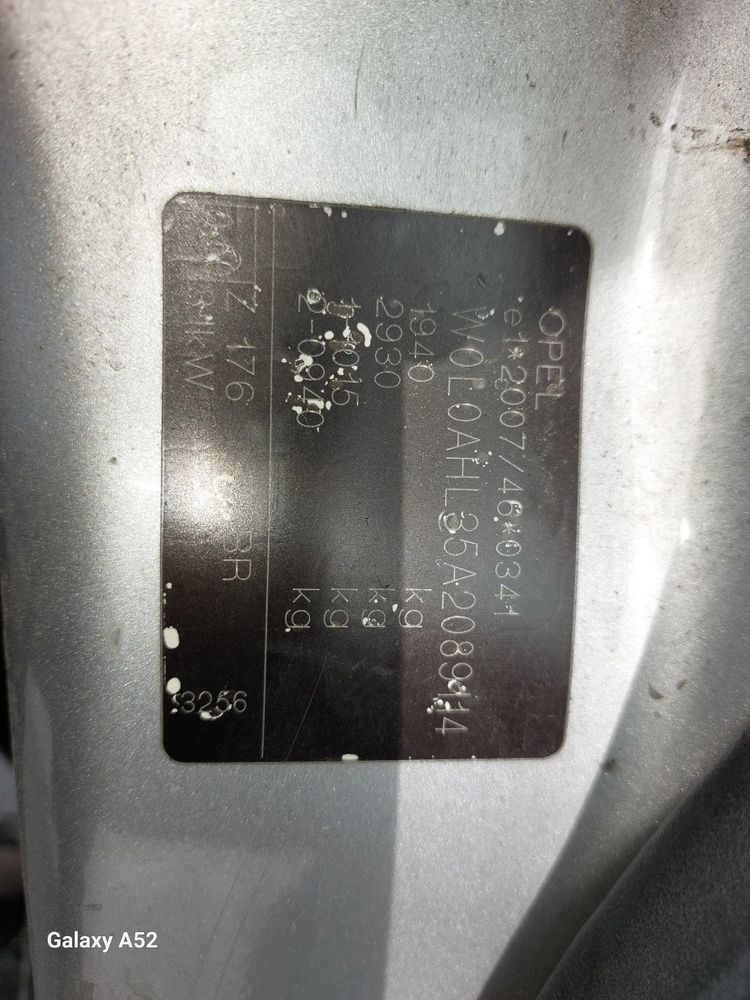 OPEL
e1*2007/46*0341
W0L0AHL35A2089114
1940 kg
2930 kg
1-1015 kg
2-0940 kg
Z 176
kW
3256
Galaxy A52